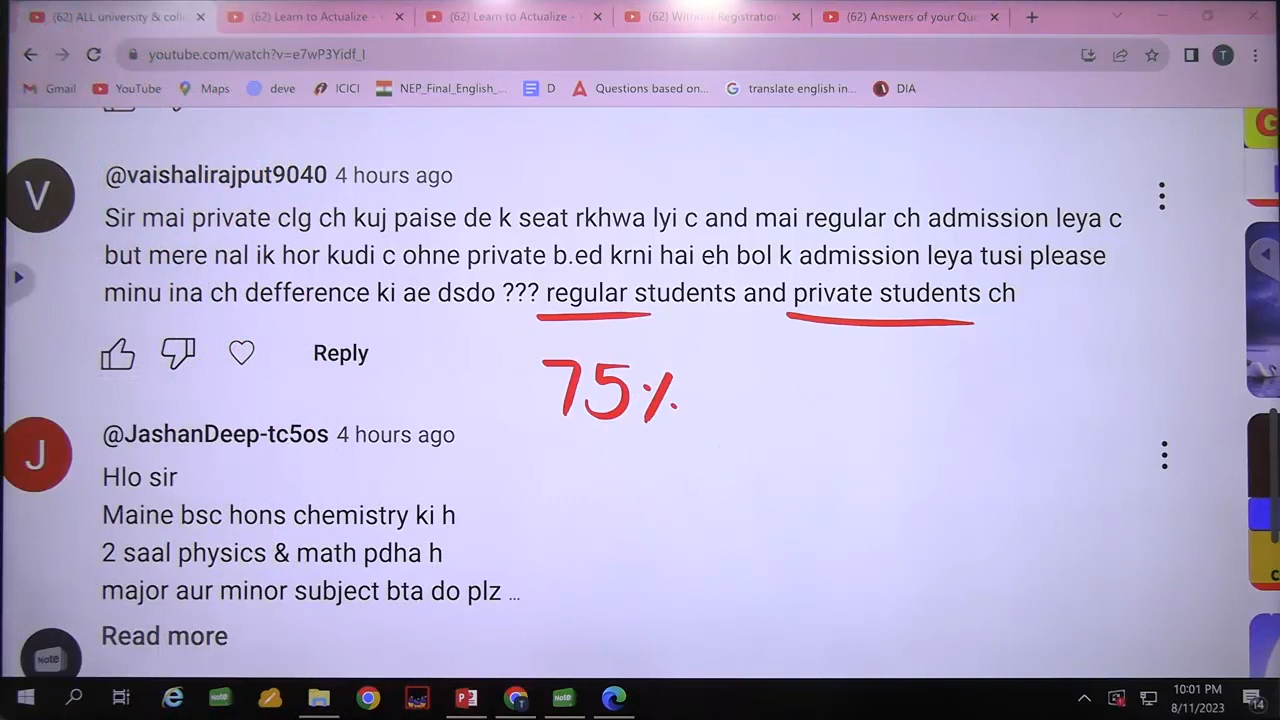 (62) ALL university & coll
(62) Learn to Actualize -
(62) Learn to Actualize -
(62) Without Registration
(62) Answers of your Que
youtube.com/watch?v=e7wP3Yidf_I
T
Gmail
YouTube
Maps
deve
ICICI
NEP_Final_English_...
D
Questions based on...
translate english in...
DIA
V
@vaishalirajput9040 4 hours ago
Sir mai private clg ch kuj paise de k seat rkhwa lyi c and mai regular ch admission leya c
but mere nal ik hor kudi c ohne private b.ed krni hai eh bol k admission leya tusi please
minu ina ch defference ki ae dsdo ??? regular students and private students ch
Reply
75%
J
@JashanDeep-tc5os 4 hours ago
Hlo sir
Maine bsc hons chemistry ki h
2 saal physics & math pdha h
major aur minor subject bta do plz ...
Read more
Note
Note
Note
10:01 PM
8/11/2023
14